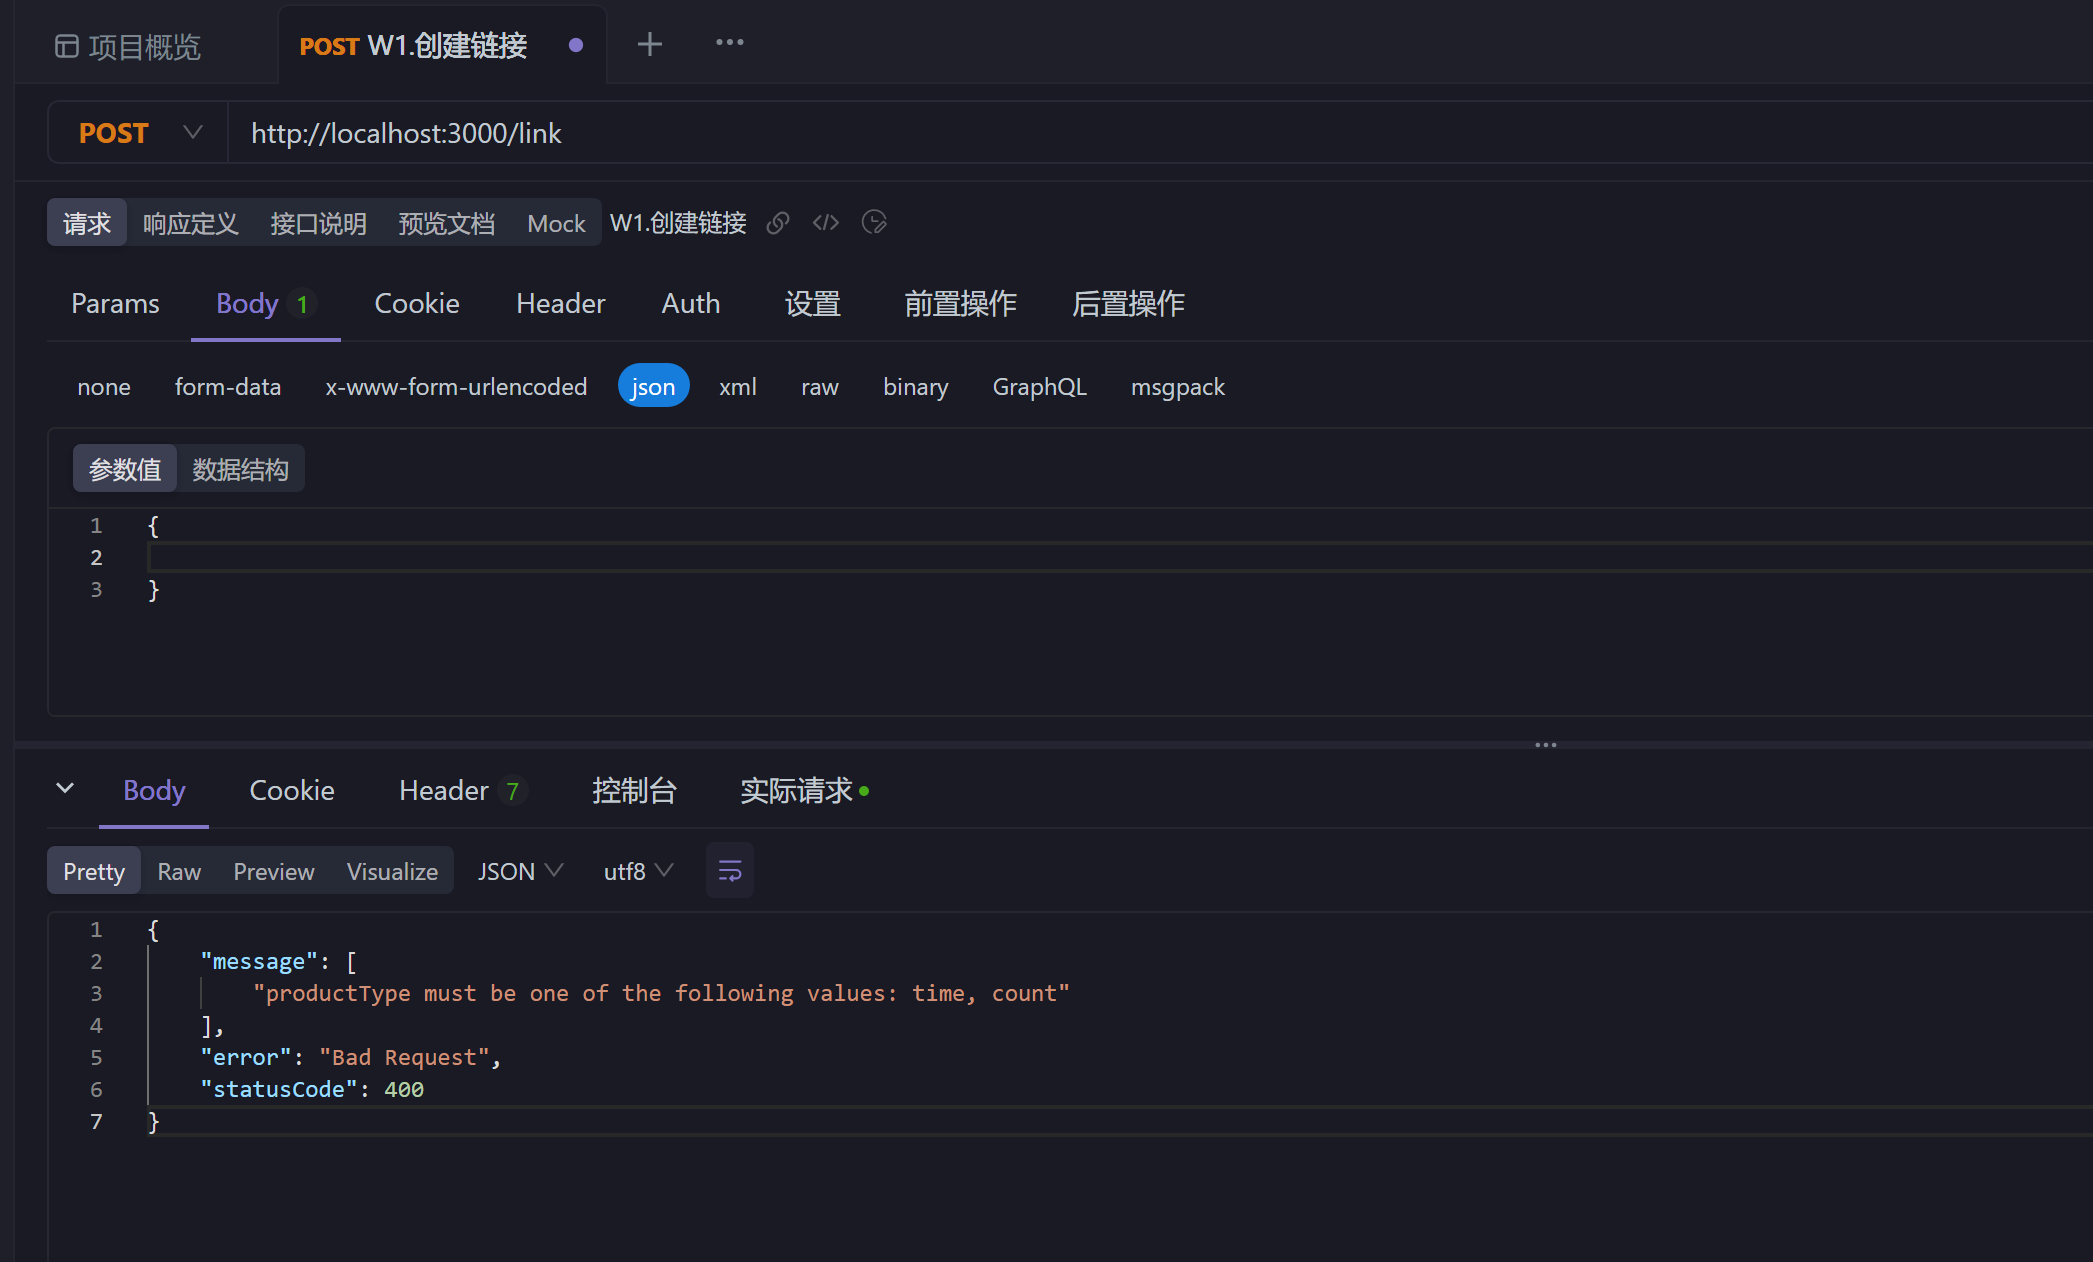 项目概览
POST W1.创建链接
POST http://localhost:3000/link
请求 响应定义 接口说明 预览文档 Mock W1.创建链接
Params Body 1 Cookie Header Auth 设置 前置操作 后置操作
none form-data x-www-form-urlencoded json xml raw binary GraphQL msgpack
参数值 数据结构
1 {
2
3 }
Body Cookie Header 7 控制台 实际请求
Pretty Raw Preview Visualize JSON utf8
1 {
2 "message": [
3 "productType must be one of the following values: time, count"
4 ],
5 "error": "Bad Request",
6 "statusCode": 400
7 }